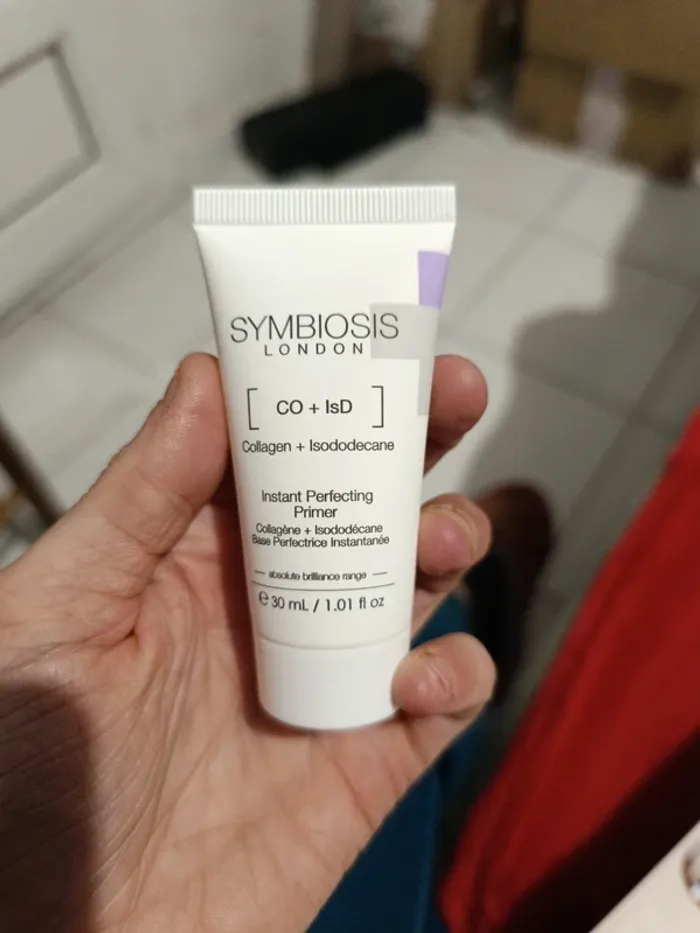 SYMBIOSIS
LONDON
[ CO + IsD ]
Collagen + Isododecane
Instant Perfecting
Primer
Collagène + Isododécane
Base Perfectrice Instantanée
absolute brilliance range
℮ 30 mL / 1.01 fl oz